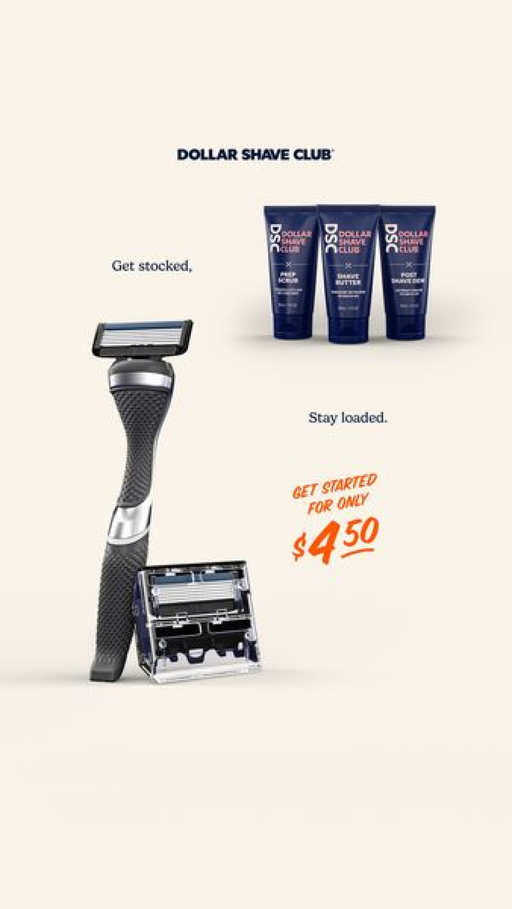 DOLLAR SHAVE CLUB
Get stocked,
DSC DOLLAR
SHAVE
CLUB
PREP
SCRUB
DSC DOLLAR
SHAVE
CLUB
SHAVE
BUTTER
DSC DOLLAR
SHAVE
CLUB
POST
SHAVE DEW
Stay loaded.
GET STARTED
FOR ONLY
$4.50